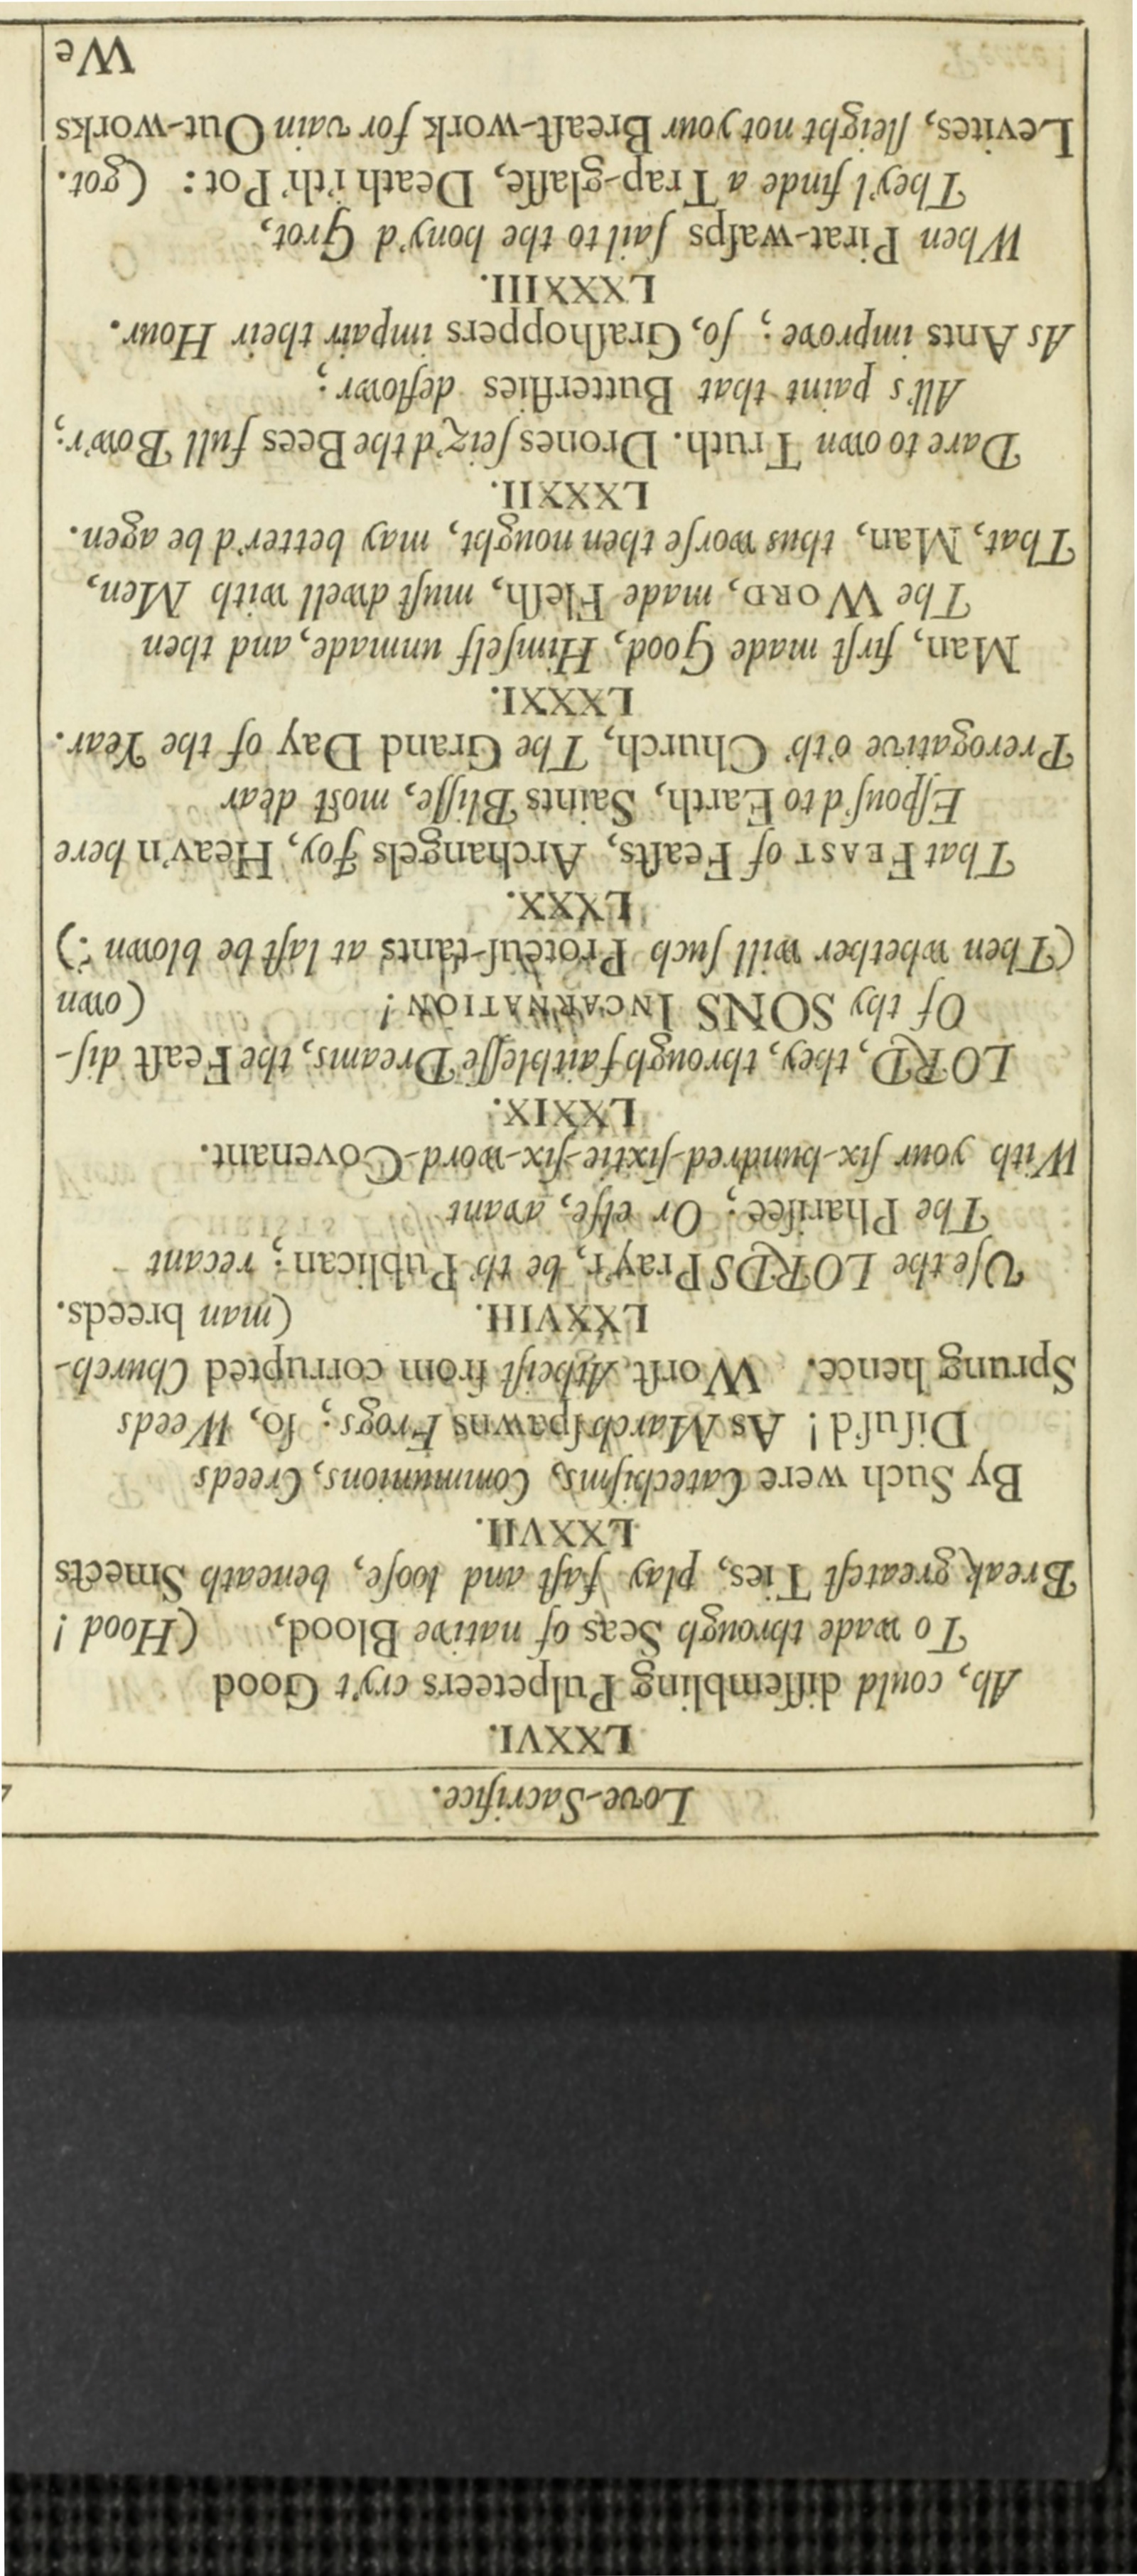 Love-Sacrifice.
LXXVI.
Ah, could diſſembling Pulpeteers cry't Good
To wade through Seas of native Blood, (Hood!
Break greateſt Ties, play faſt and looſe, beneath Smects
LXXVII.
By Such were Catechiſms, Communions, Creeds
Diſuſ'd! As March ſpawns Frogs; ſo, Weeds
Sprung hence. Worſt Atheiſt from corrupted Church-
LXXVIII. (man breeds.
Uſe the LORDS Pray'r, be th' Publican; recant
The Phariſee; Or elſe, avant
With your ſix-hundred-ſixtie-ſix-word-Covenant.
LXXIX.
LORD, they, through faithleſſe Dreams, the Feaſt diſ-
Of thy SONS INCARNATION! (own
(Then whether will ſuch Proteuſ-tants at laſt be blown?)
LXXX.
That FEAST of Feaſts, Archangels Joy, Heav'n here
Eſpouſ'd to Earth, Saints Bliſſe, most dear
Prerogative o'th' Church, The Grand Day of the Year.
LXXXI.
Man, firſt made Good, Himſelf unmade, and then
The WORD, made Fleſh, muſt dwell with Men,
That, Man, thus worſe then nought, may better'd be agen.
LXXXII.
Dare to own Truth. Drones ſeiz'd the Bees full Bow'r;
All's paint that Butterflies deflowr;
As Ants improve; ſo, Graſhoppers impair their Hour.
LXXXIII.
When Pirat-waſps ſail to the hony'd Grot,
They'l finde a Trap-glaſſe, Death i'th' Pot: (got.
Levites, ſleight not your Breaſt-work for vain Out-works
We